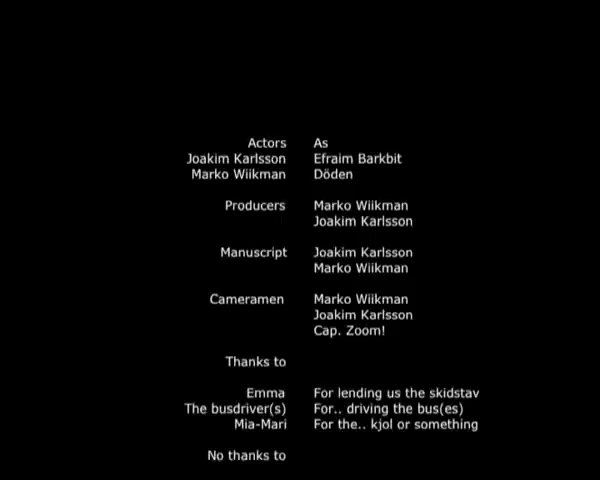 Actors As
Joakim Karlsson Efraim Barkbit
Marko Wiikman Döden
Producers Marko Wiikman
Joakim Karlsson
Manuscript Joakim Karlsson
Marko Wiikman
Cameramen Marko Wiikman
Joakim Karlsson
Cap. Zoom!
Thanks to
Emma For lending us the skidstav
The busdriver(s) For.. driving the bus(es)
Mia-Mari For the.. kjol or something
No thanks to